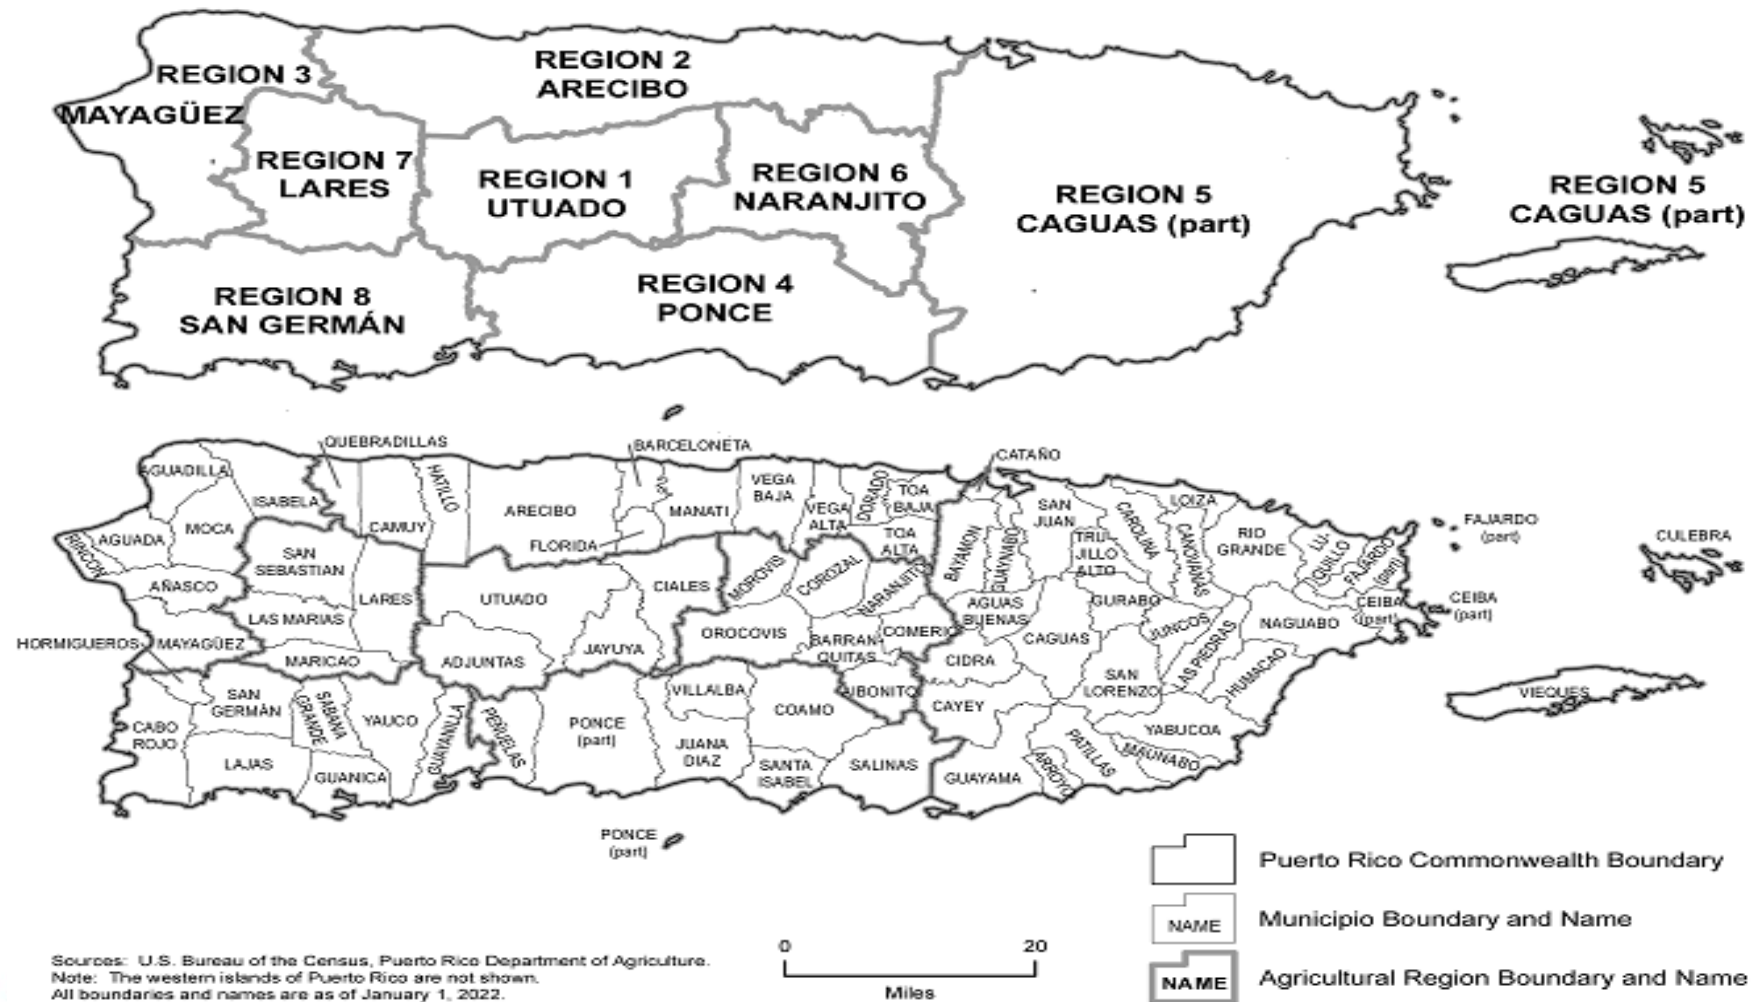 REGION 3
MAYAGÜEZ
REGION 2
ARECIBO
REGION 7
LARES
REGION 1
UTUADO
REGION 6
NARANJITO
REGION 5
CAGUAS (part)
REGION 5
CAGUAS (part)
REGION 8
SAN GERMÁN
REGION 4
PONCE
QUEBRADILLAS
BARCELONETA
CATAÑO
AGUADILLA
ISABELA
HATILLO
CAMUY
ARECIBO
FLORIDA
MANATI
VEGA
BAJA
VEGA
ALTA
DORADO
TOA
BAJA
TOA
ALTA
BAYAMON
GUAYNABO
SAN
JUAN
TRU-
JILLO
ALTO
CAROLINA
LOIZA
CANOVANAS
RIO
GRANDE
LU-
QUILLO
FAJARDO
(part)
FAJARDO
(part)
CULEBRA
CEIBA
(part)
CEIBA
(part)
RINCON
AGUADA
MOCA
AÑASCO
SAN
SEBASTIAN
LAS MARIAS
LARES
UTUADO
CIALES
MOROVIS
COROZAL
NARANJITO
HORMIGUEROS
MAYAGÜEZ
MARICAO
ADJUNTAS
JAYUYA
OROCOVIS
BARRAN-
QUITAS
COMERIO
AGUAS
BUENAS
CIDRA
CAGUAS
GURABO
JUNCOS
LAS PIEDRAS
NAGUABO
HUMACAO
SAN
LORENZO
CAYEY
AIBONITO
VIEQUES
CABO
ROJO
SAN
GERMÁN
SABANA
GRANDE
YAUCO
GUAYANILLA
PEÑUELAS
PONCE
(part)
VILLALBA
JUANA
DIAZ
COAMO
SANTA
ISABEL
SALINAS
GUAYAMA
ARROYO
PATILLAS
MAUNABO
YABUCOA
LAJAS
GUANICA
PONCE
(part)
Puerto Rico Commonwealth Boundary
NAME
Municipio Boundary and Name
NAME
Agricultural Region Boundary and Name
0 20
Miles
Sources: U.S. Bureau of the Census, Puerto Rico Department of Agriculture.
Note: The western islands of Puerto Rico are not shown.
All boundaries and names are as of January 1, 2022.